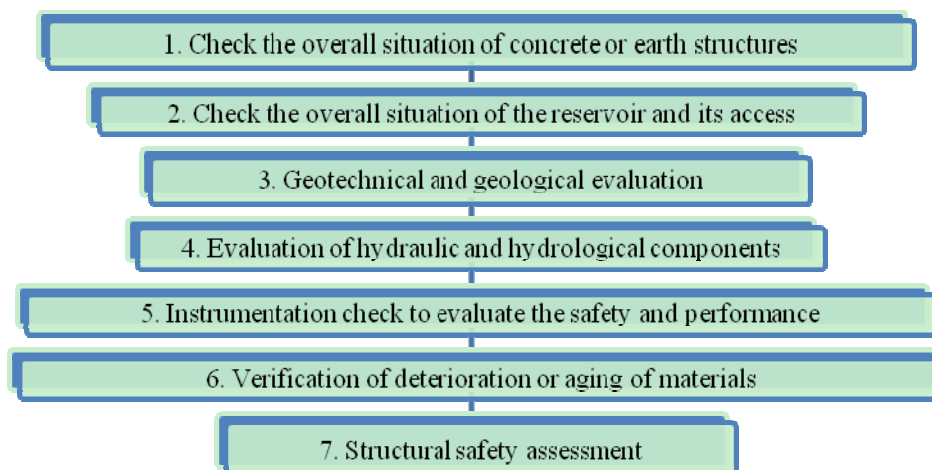 1. Check the overall situation of concrete or earth structures
2. Check the overall situation of the reservoir and its access
3. Geotechnical and geological evaluation
4. Evaluation of hydraulic and hydrological components
5. Instrumentation check to evaluate the safety and performance
6. Verification of deterioration or aging of materials
7. Structural safety assessment